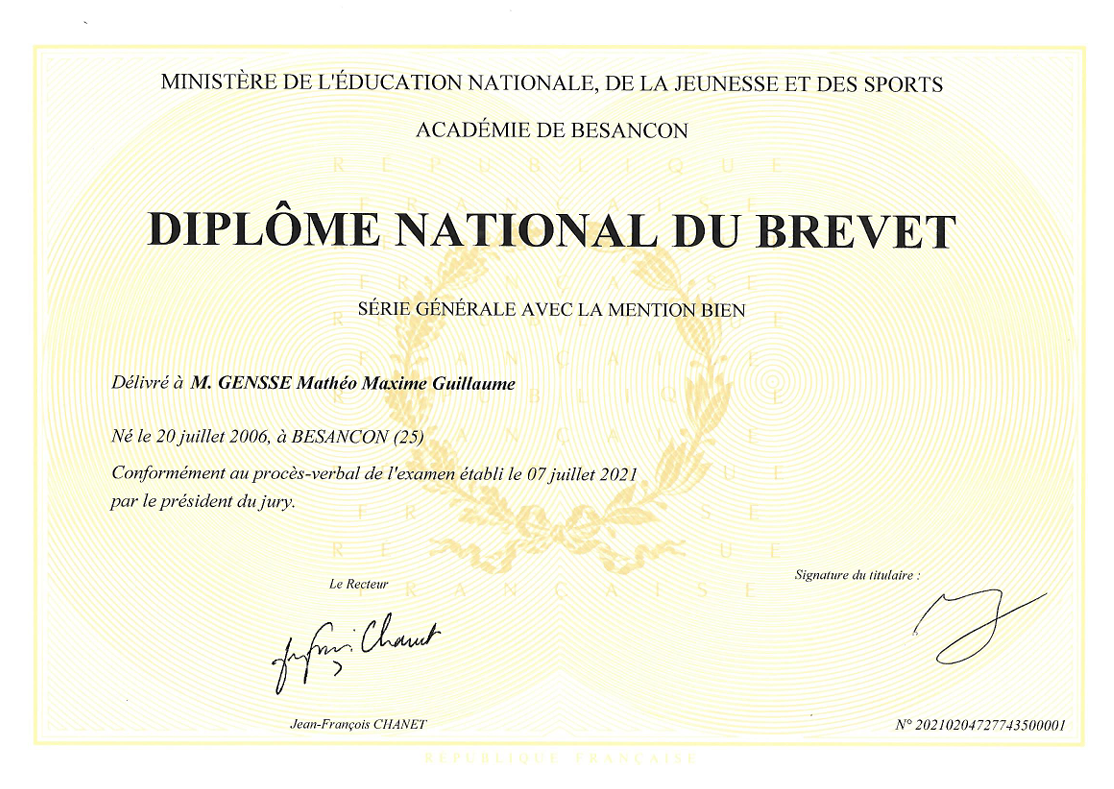 MINISTÈRE DE L'ÉDUCATION NATIONALE, DE LA JEUNESSE ET DES SPORTS
ACADÉMIE DE BESANCON
RÉPUBLIQUE
FRANÇAISE
DIPLÔME NATIONAL DU BREVET
SÉRIE GÉNÉRALE AVEC LA MENTION BIEN
Délivré à M. GENSSE Mathéo Maxime Guillaume
Né le 20 juillet 2006, à BESANCON (25)
Conformément au procès-verbal de l'examen établi le 07 juillet 2021
par le président du jury.
Le Recteur
Signature du titulaire :
Jean-François CHANET
N° 20210204727743500001
RÉPUBLIQUE FRANÇAISE